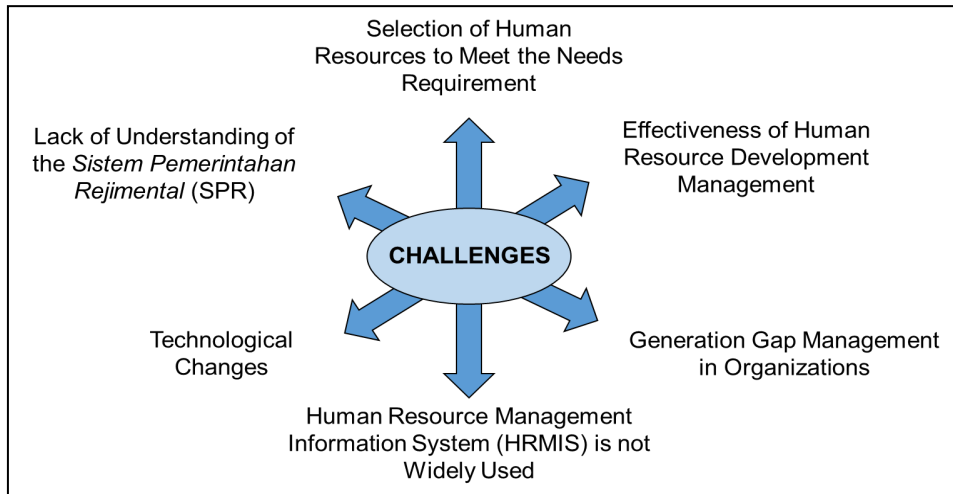 Selection of Human
Resources to Meet the Needs
Requirement
Lack of Understanding of
the Sistem Pemerintahan
Rejimental (SPR)
Effectiveness of Human
Resource Development
Management
CHALLENGES
Technological
Changes
Generation Gap Management
in Organizations
Human Resource Management
Information System (HRMIS) is not
Widely Used